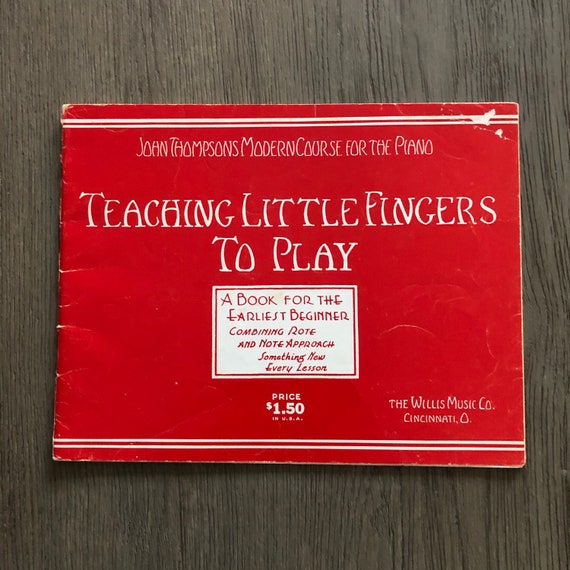 John Thompson's Modern Course for the Piano
Teaching Little Fingers
To Play
A Book for the
Earliest Beginner
Combining Rote
and Note Approach
Something New
Every Lesson
PRICE
$1.50
IN U.S.A.
The Willis Music Co.
Cincinnati, O.